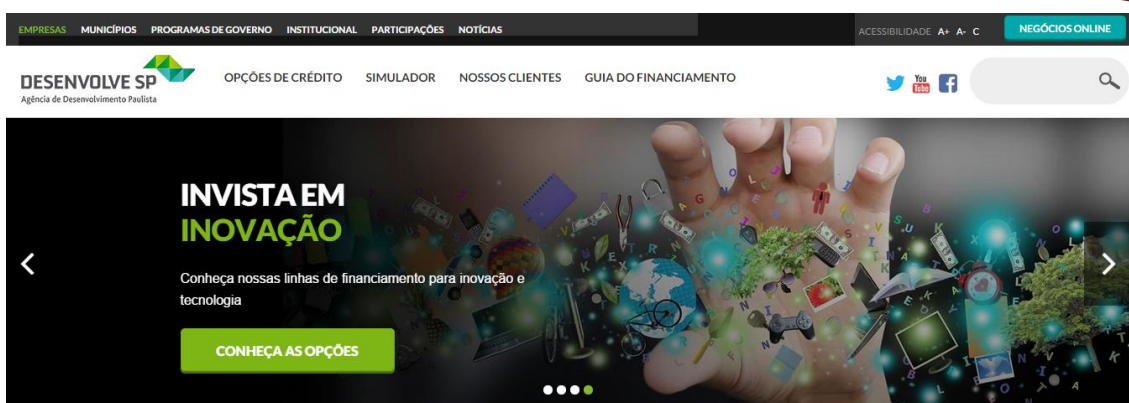 EMPRESAS MUNICÍPIOS PROGRAMAS DE GOVERNO INSTITUCIONAL PARTICIPAÇÕES NOTÍCIAS ACESSIBILIDADE A+ A- C NEGÓCIOS ONLINE
DESENVOLVE SP
Agência de Desenvolvimento Paulista
OPÇÕES DE CRÉDITO SIMULADOR NOSSOS CLIENTES GUIA DO FINANCIAMENTO
You
Tube
INVISTA EM
INOVAÇÃO
Conheça nossas linhas de financiamento para inovação e
tecnologia
CONHEÇA AS OPÇÕES